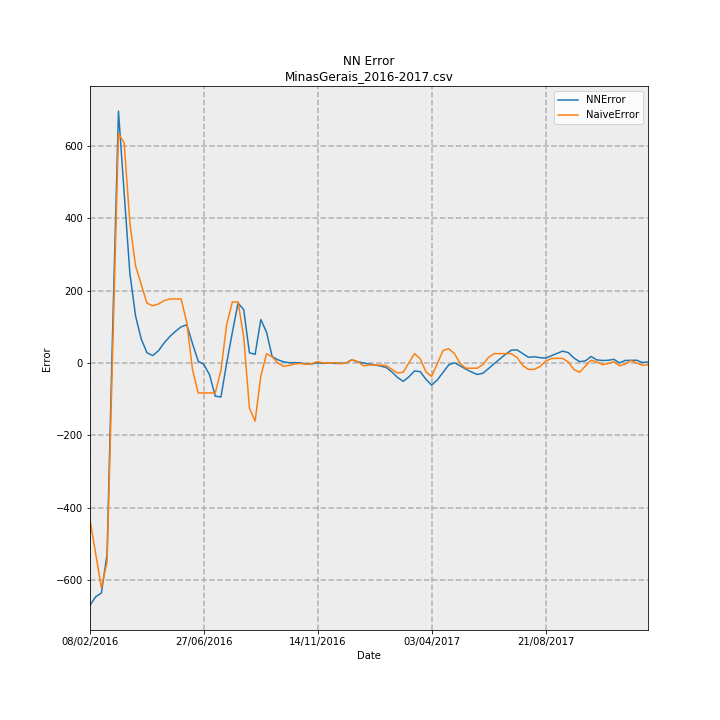 NN Error
MinasGerais_2016-2017.csv
NNError
NaiveError
600
400
200
0
−200
−400
−600
Error
08/02/2016
27/06/2016
14/11/2016
03/04/2017
21/08/2017
Date